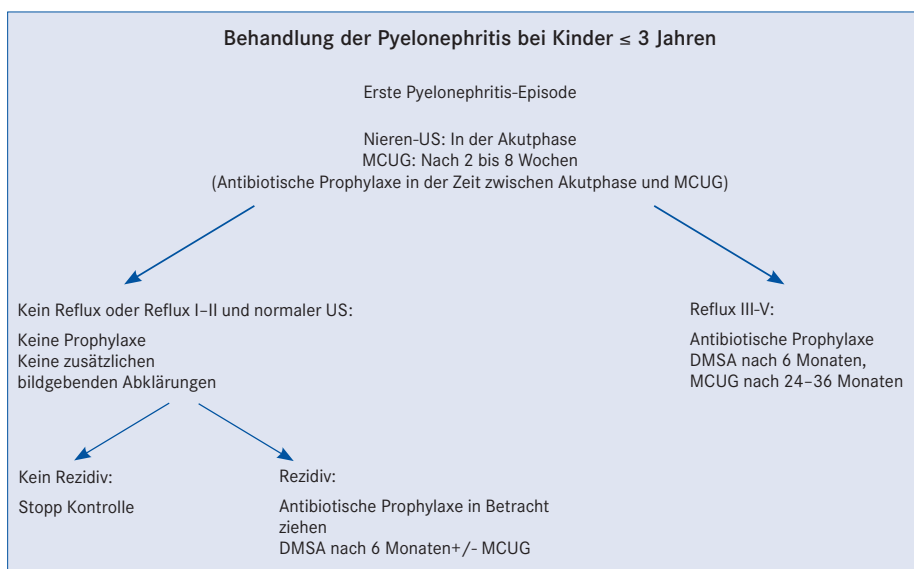 Behandlung der Pyelonephritis bei Kinder ≤ 3 Jahren
Erste Pyelonephritis-Episode
Nieren-US: In der Akutphase
MCUG: Nach 2 bis 8 Wochen
(Antibiotische Prophylaxe in der Zeit zwischen Akutphase und MCUG)
Kein Reflux oder Reflux I–II und normaler US:
Keine Prophylaxe
Keine zusätzlichen
bildgebenden Abklärungen
Reflux III-V:
Antibiotische Prophylaxe
DMSA nach 6 Monaten,
MCUG nach 24–36 Monaten
Kein Rezidiv:
Stopp Kontrolle
Rezidiv:
Antibiotische Prophylaxe in Betracht
ziehen
DMSA nach 6 Monaten+/- MCUG